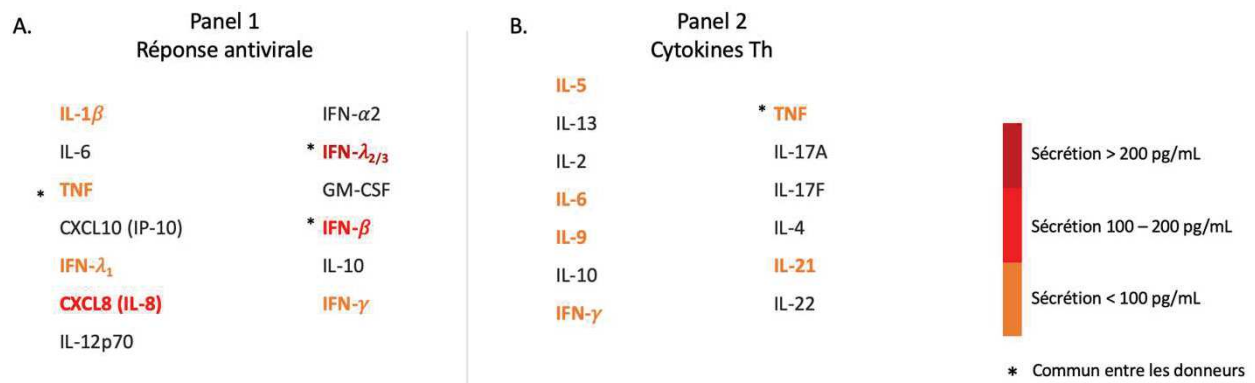 A.
Panel 1
Réponse antivirale
IL-1β
IL-6
* TNF
CXCL10 (IP-10)
IFN-λ₁
CXCL8 (IL-8)
IL-12p70
IFN-α2
* IFN-λ₂/₃
GM-CSF
* IFN-β
IL-10
IFN-γ
B.
Panel 2
Cytokines Th
IL-5
IL-13
IL-2
IL-6
IL-9
IL-10
IFN-γ
* TNF
IL-17A
IL-17F
IL-4
IL-21
IL-22
Sécrétion > 200 pg/mL
Sécrétion 100 – 200 pg/mL
Sécrétion < 100 pg/mL
* Commun entre les donneurs